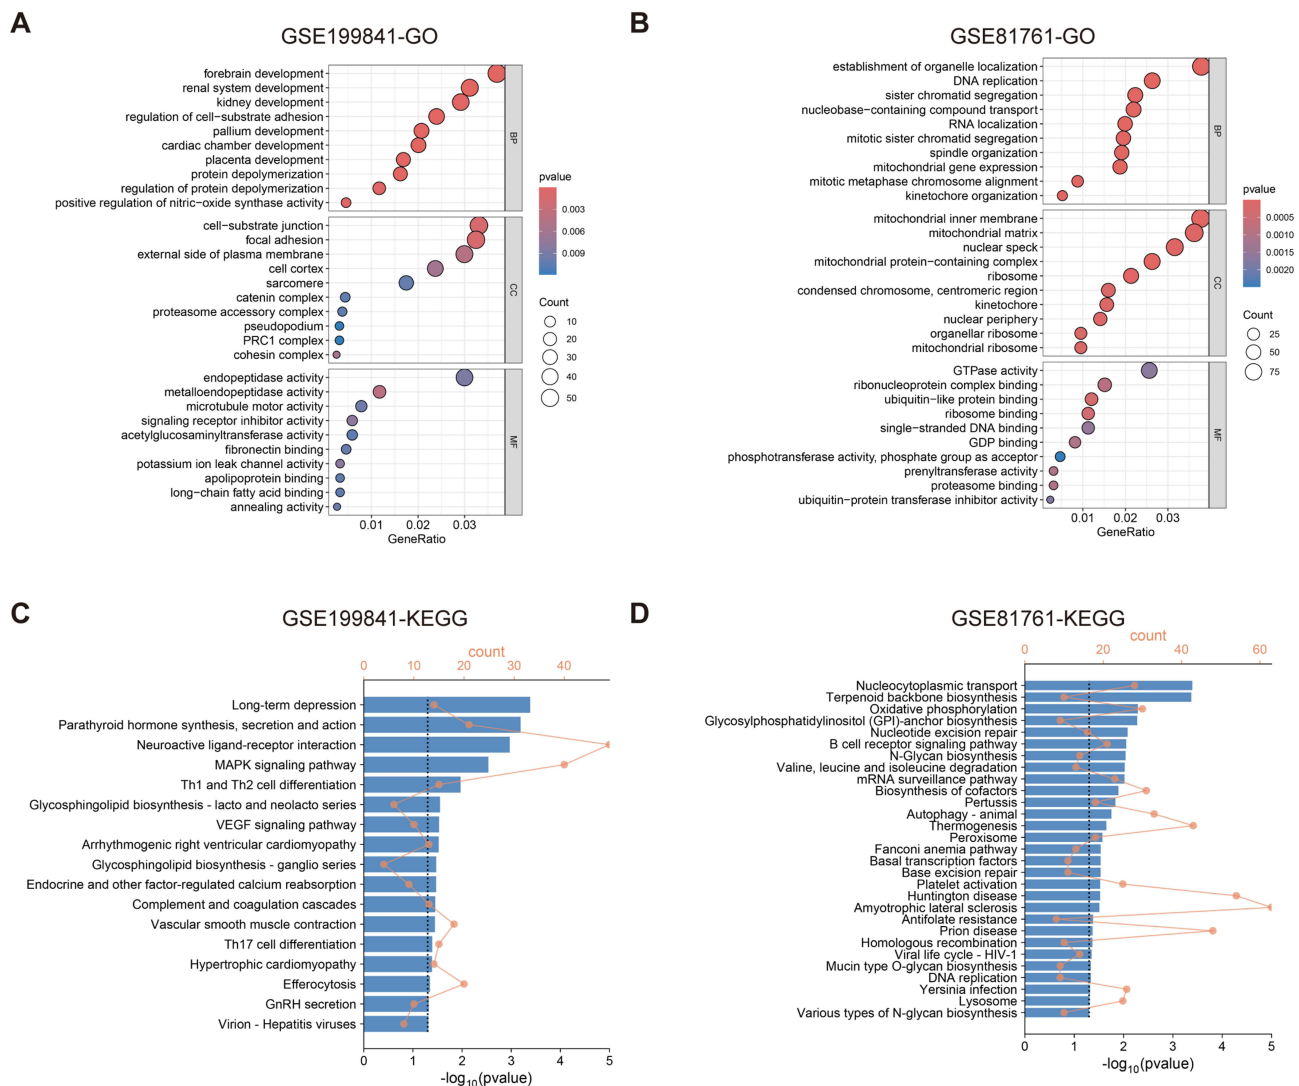 A
GSE199841-GO
forebrain development
renal system development
kidney development
regulation of cell−substrate adhesion
pallium development
cardiac chamber development
placenta development
protein depolymerization
regulation of protein depolymerization
positive regulation of nitric−oxide synthase activity
BP
cell−substrate junction
focal adhesion
external side of plasma membrane
cell cortex
sarcomere
catenin complex
proteasome accessory complex
pseudopodium
PRC1 complex
cohesin complex
CC
endopeptidase activity
metalloendopeptidase activity
microtubule motor activity
signaling receptor inhibitor activity
acetylglucosaminyltransferase activity
fibronectin binding
potassium ion leak channel activity
apolipoprotein binding
long−chain fatty acid binding
annealing activity
MF
0.01 0.02 0.03
GeneRatio
pvalue
0.003
0.006
0.009
Count
10
20
30
40
50
B
GSE81761-GO
establishment of organelle localization
DNA replication
sister chromatid segregation
nucleobase−containing compound transport
RNA localization
mitotic sister chromatid segregation
spindle organization
mitochondrial gene expression
mitotic metaphase chromosome alignment
kinetochore organization
BP
mitochondrial inner membrane
mitochondrial matrix
nuclear speck
mitochondrial protein−containing complex
ribosome
condensed chromosome, centromeric region
kinetochore
nuclear periphery
organellar ribosome
mitochondrial ribosome
CC
GTPase activity
ribonucleoprotein complex binding
ubiquitin−like protein binding
ribosome binding
single−stranded DNA binding
GDP binding
phosphotransferase activity, phosphate group as acceptor
prenyltransferase activity
proteasome binding
ubiquitin−protein transferase inhibitor activity
MF
0.01 0.02 0.03
GeneRatio
pvalue
0.0005
0.0010
0.0015
0.0020
Count
25
50
75
C
GSE199841-KEGG
count
0 10 20 30 40
Long-term depression
Parathyroid hormone synthesis, secretion and action
Neuroactive ligand-receptor interaction
MAPK signaling pathway
Th1 and Th2 cell differentiation
Glycosphingolipid biosynthesis - lacto and neolacto series
VEGF signaling pathway
Arrhythmogenic right ventricular cardiomyopathy
Glycosphingolipid biosynthesis - ganglio series
Endocrine and other factor-regulated calcium reabsorption
Complement and coagulation cascades
Vascular smooth muscle contraction
Th17 cell differentiation
Hypertrophic cardiomyopathy
Efferocytosis
GnRH secretion
Virion - Hepatitis viruses
0 1 2 3 4 5
-log10(pvalue)
D
GSE81761-KEGG
count
0 20 40 60
Nucleocytoplasmic transport
Terpenoid backbone biosynthesis
Oxidative phosphorylation
Glycosylphosphatidylinositol (GPI)-anchor biosynthesis
Nucleotide excision repair
B cell receptor signaling pathway
N-Glycan biosynthesis
Valine, leucine and isoleucine degradation
mRNA surveillance pathway
Biosynthesis of cofactors
Pertussis
Autophagy - animal
Thermogenesis
Peroxisome
Fanconi anemia pathway
Basal transcription factors
Base excision repair
Platelet activation
Huntington disease
Amyotrophic lateral sclerosis
Antifolate resistance
Prion disease
Homologous recombination
Viral life cycle - HIV-1
Mucin type O-glycan biosynthesis
DNA replication
Yersinia infection
Lysosome
Various types of N-glycan biosynthesis
0 1 2 3 4 5
-log10(pvalue)